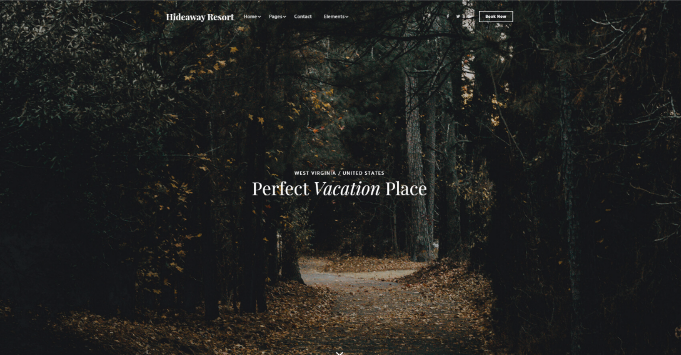 Hideaway Resort Home Pages Contact Elements Book Now
WEST VIRGINIA / UNITED STATES
Perfect Vacation Place